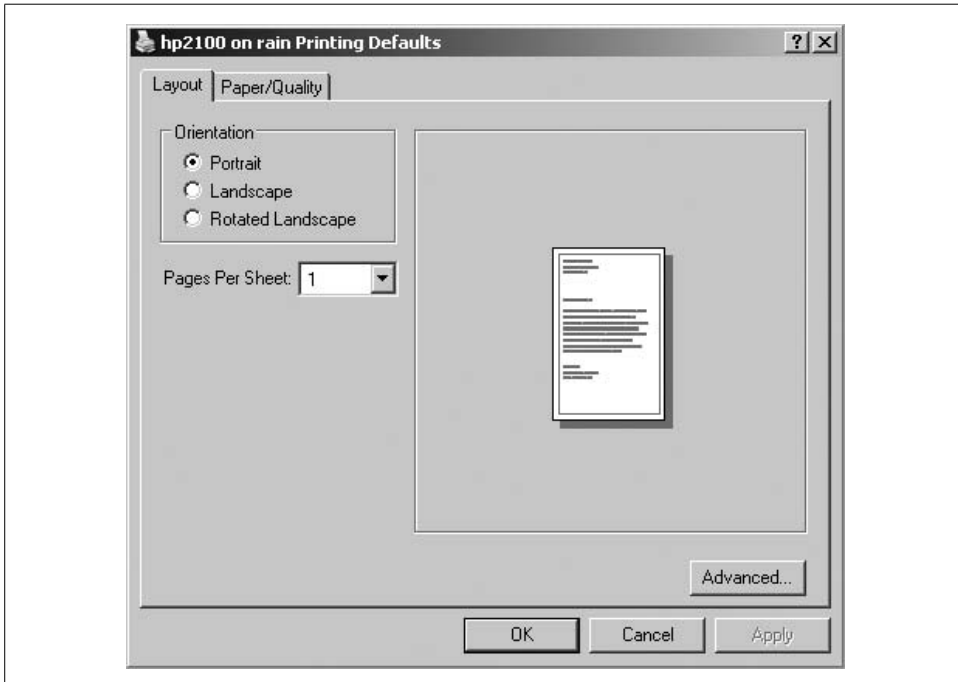 hp2100 on rain Printing Defaults
Layout
Paper/Quality
Orientation
Portrait
Landscape
Rotated Landscape
Pages Per Sheet: 1
Advanced...
OK
Cancel
Apply